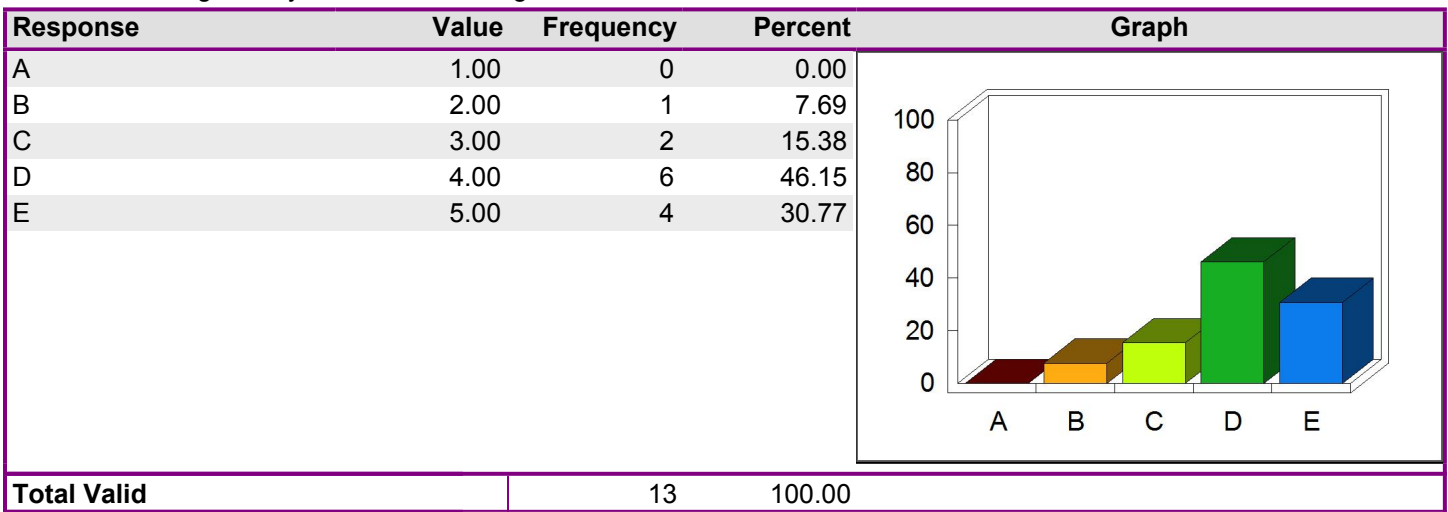 Response Value Frequency Percent Graph
A 1.00 0 0.00
B 2.00 1 7.69
C 3.00 2 15.38
D 4.00 6 46.15
E 5.00 4 30.77
100
80
60
40
20
0
A B C D E
Total Valid 13 100.00